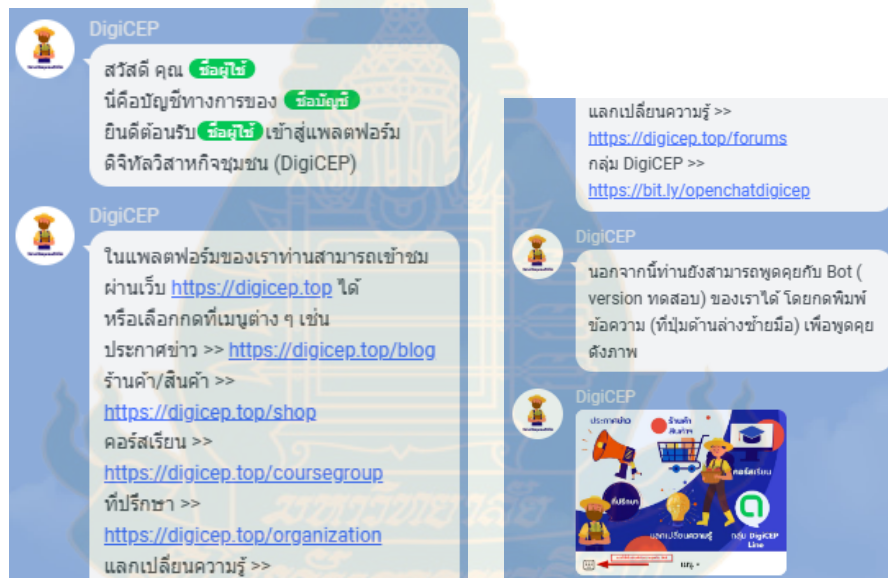 DigiCEP
สวัสดี คุณ ชื่อผู้ใช้
นี่คือบัญชีทางการของ ชื่อบัญชี
ยินดีต้อนรับ ชื่อผู้ใช้ เข้าสู่แพลตฟอร์ม
ดิจิทัลวิสาหกิจชุมชน (DigiCEP)
DigiCEP
ในแพลตฟอร์มของเราท่านสามารถเข้าชม
ผ่านเว็บ https://digicep.top ได้
หรือเลือกกดที่เมนูต่าง ๆ เช่น
ประกาศข่าว >> https://digicep.top/blog
ร้านค้า/สินค้า >>
https://digicep.top/shop
คอร์สเรียน >>
https://digicep.top/coursegroup
ที่ปรึกษา >>
https://digicep.top/organization
แลกเปลี่ยนความรู้ >>
แลกเปลี่ยนความรู้ >>
https://digicep.top/forums
กลุ่ม DigiCEP >>
https://bit.ly/openchatdigicep
DigiCEP
นอกจากนี้ท่านยังสามารถพูดคุยกับ Bot (
version ทดสอบ) ของเราได้ โดยกดพิมพ์
ข้อความ (ที่ปุ่มด้านล่างซ้ายมือ) เพื่อพูดคุย
ดังภาพ
DigiCEP
ประกาศข่าว
ร้านค้า
สินค้า
คอร์สเรียน
ที่ปรึกษา
แลกเปลี่ยนความรู้
กลุ่ม DigiCEP
Line
เมนู